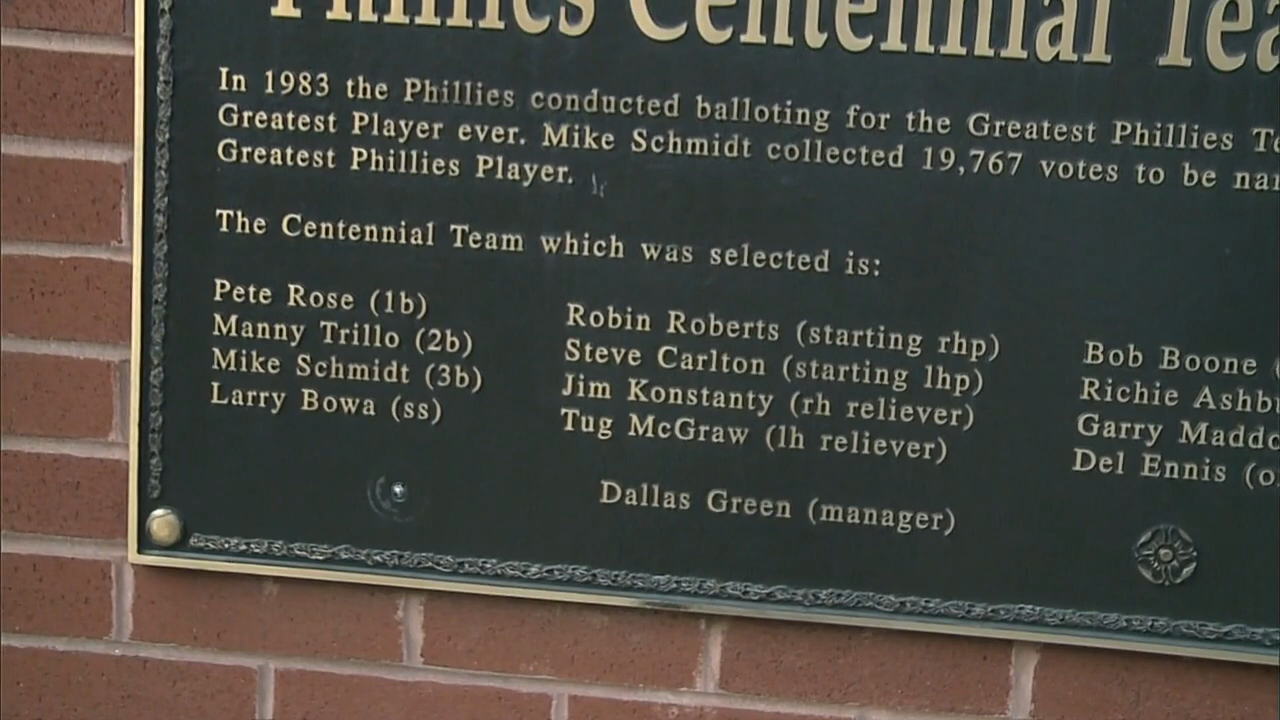 Phillies Centennial
In 1983 the Phillies conducted balloting for the Greatest Phillies
Greatest Player ever. Mike Schmidt collected 19,767 votes to be
Greatest Phillies Player.
The Centennial Team which was selected is:
Pete Rose (1b)
Manny Trillo (2b)
Mike Schmidt (3b)
Larry Bowa (ss)
Robin Roberts (starting rhp)
Steve Carlton (starting lhp)
Jim Konstanty (rh reliever)
Tug McGraw (lh reliever)
Dallas Green (manager)
Bob Boone
Richie
Garry
Del Ennis